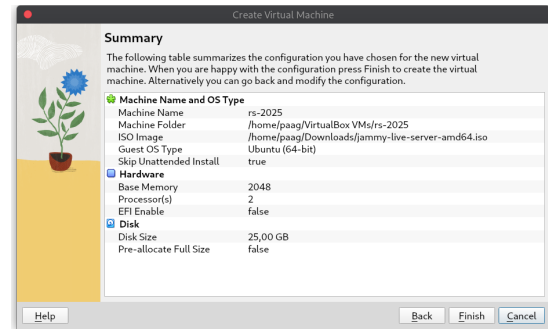 Create Virtual Machine
Summary
The following table summarizes the configuration you have chosen for the new virtual
machine. When you are happy with the configuration press Finish to create the virtual
machine. Alternatively you can go back and modify the configuration.
Machine Name and OS Type
Machine Name rs-2025
Machine Folder /home/paag/VirtualBox VMs/rs-2025
ISO Image /home/paag/Downloads/jammy-live-server-amd64.iso
Guest OS Type Ubuntu (64-bit)
Skip Unattended Install true
Hardware
Base Memory 2048
Processor(s) 2
EFI Enable false
Disk
Disk Size 25,00 GB
Pre-allocate Full Size false
Help Back Finish Cancel